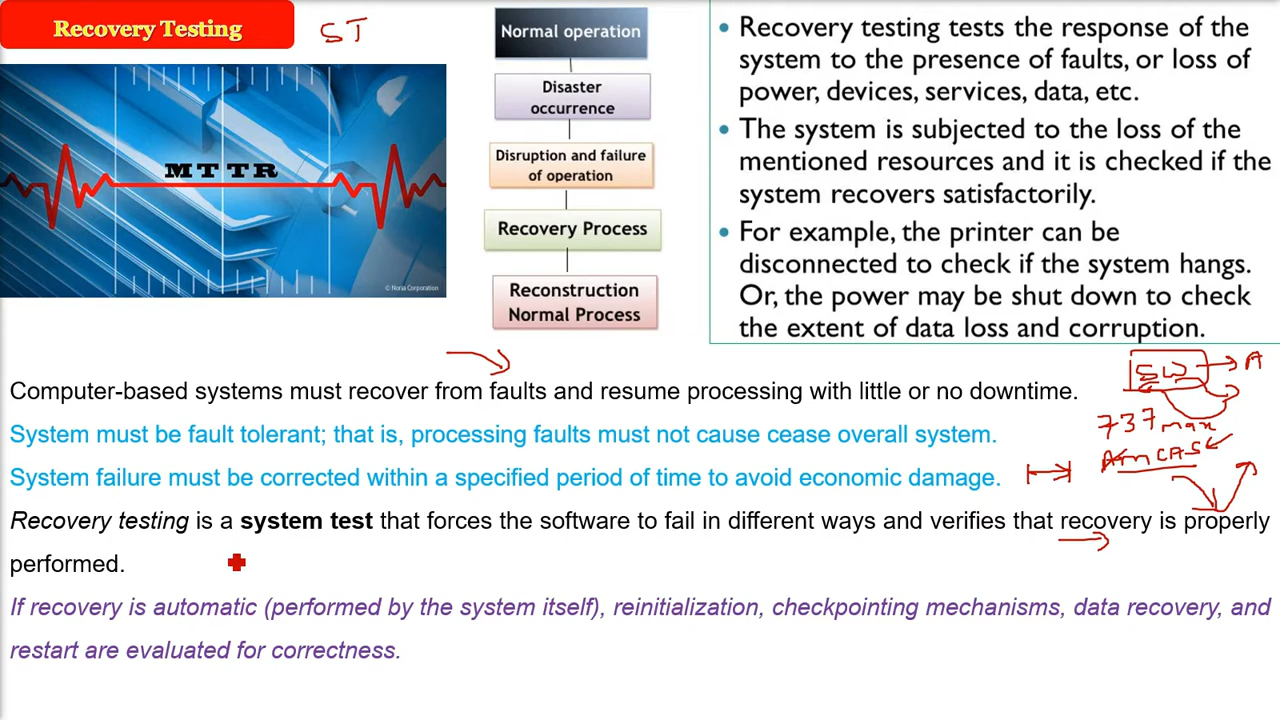 Recovery Testing
ST
MTTR
© Noria Corporation
Normal operation
Disaster
occurrence
Disruption and failure
of operation
Recovery Process
Reconstruction
Normal Process
• Recovery testing tests the response of the
system to the presence of faults, or loss of
power, devices, services, data, etc.
• The system is subjected to the loss of the
mentioned resources and it is checked if the
system recovers satisfactorily.
• For example, the printer can be
disconnected to check if the system hangs.
Or, the power may be shut down to check
the extent of data loss and corruption.
SW
A
737 max
Computer-based systems must recover from faults and resume processing with little or no downtime.
System must be fault tolerant; that is, processing faults must not cause cease overall system.
System failure must be corrected within a specified period of time to avoid economic damage.
Recovery testing is a system test that forces the software to fail in different ways and verifies that recovery is properly
performed.
If recovery is automatic (performed by the system itself), reinitialization, checkpointing mechanisms, data recovery, and
restart are evaluated for correctness.